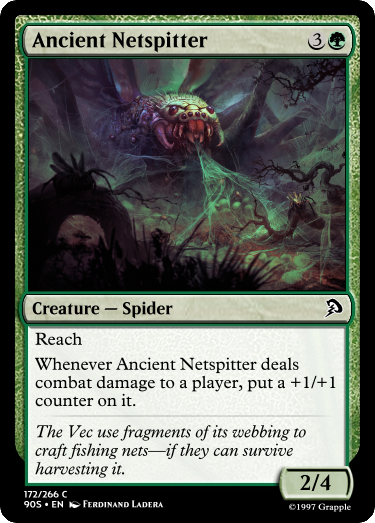 Ancient Netspitter 3
Creature — Spider
Reach
Whenever Ancient Netspitter deals
combat damage to a player, put a +1/+1
counter on it.
The Vec use fragments of its webbing to
craft fishing nets—if they can survive
harvesting it.
2/4
172/266 C
90S • EN Ferdinand Ladera
©1997 Grapple